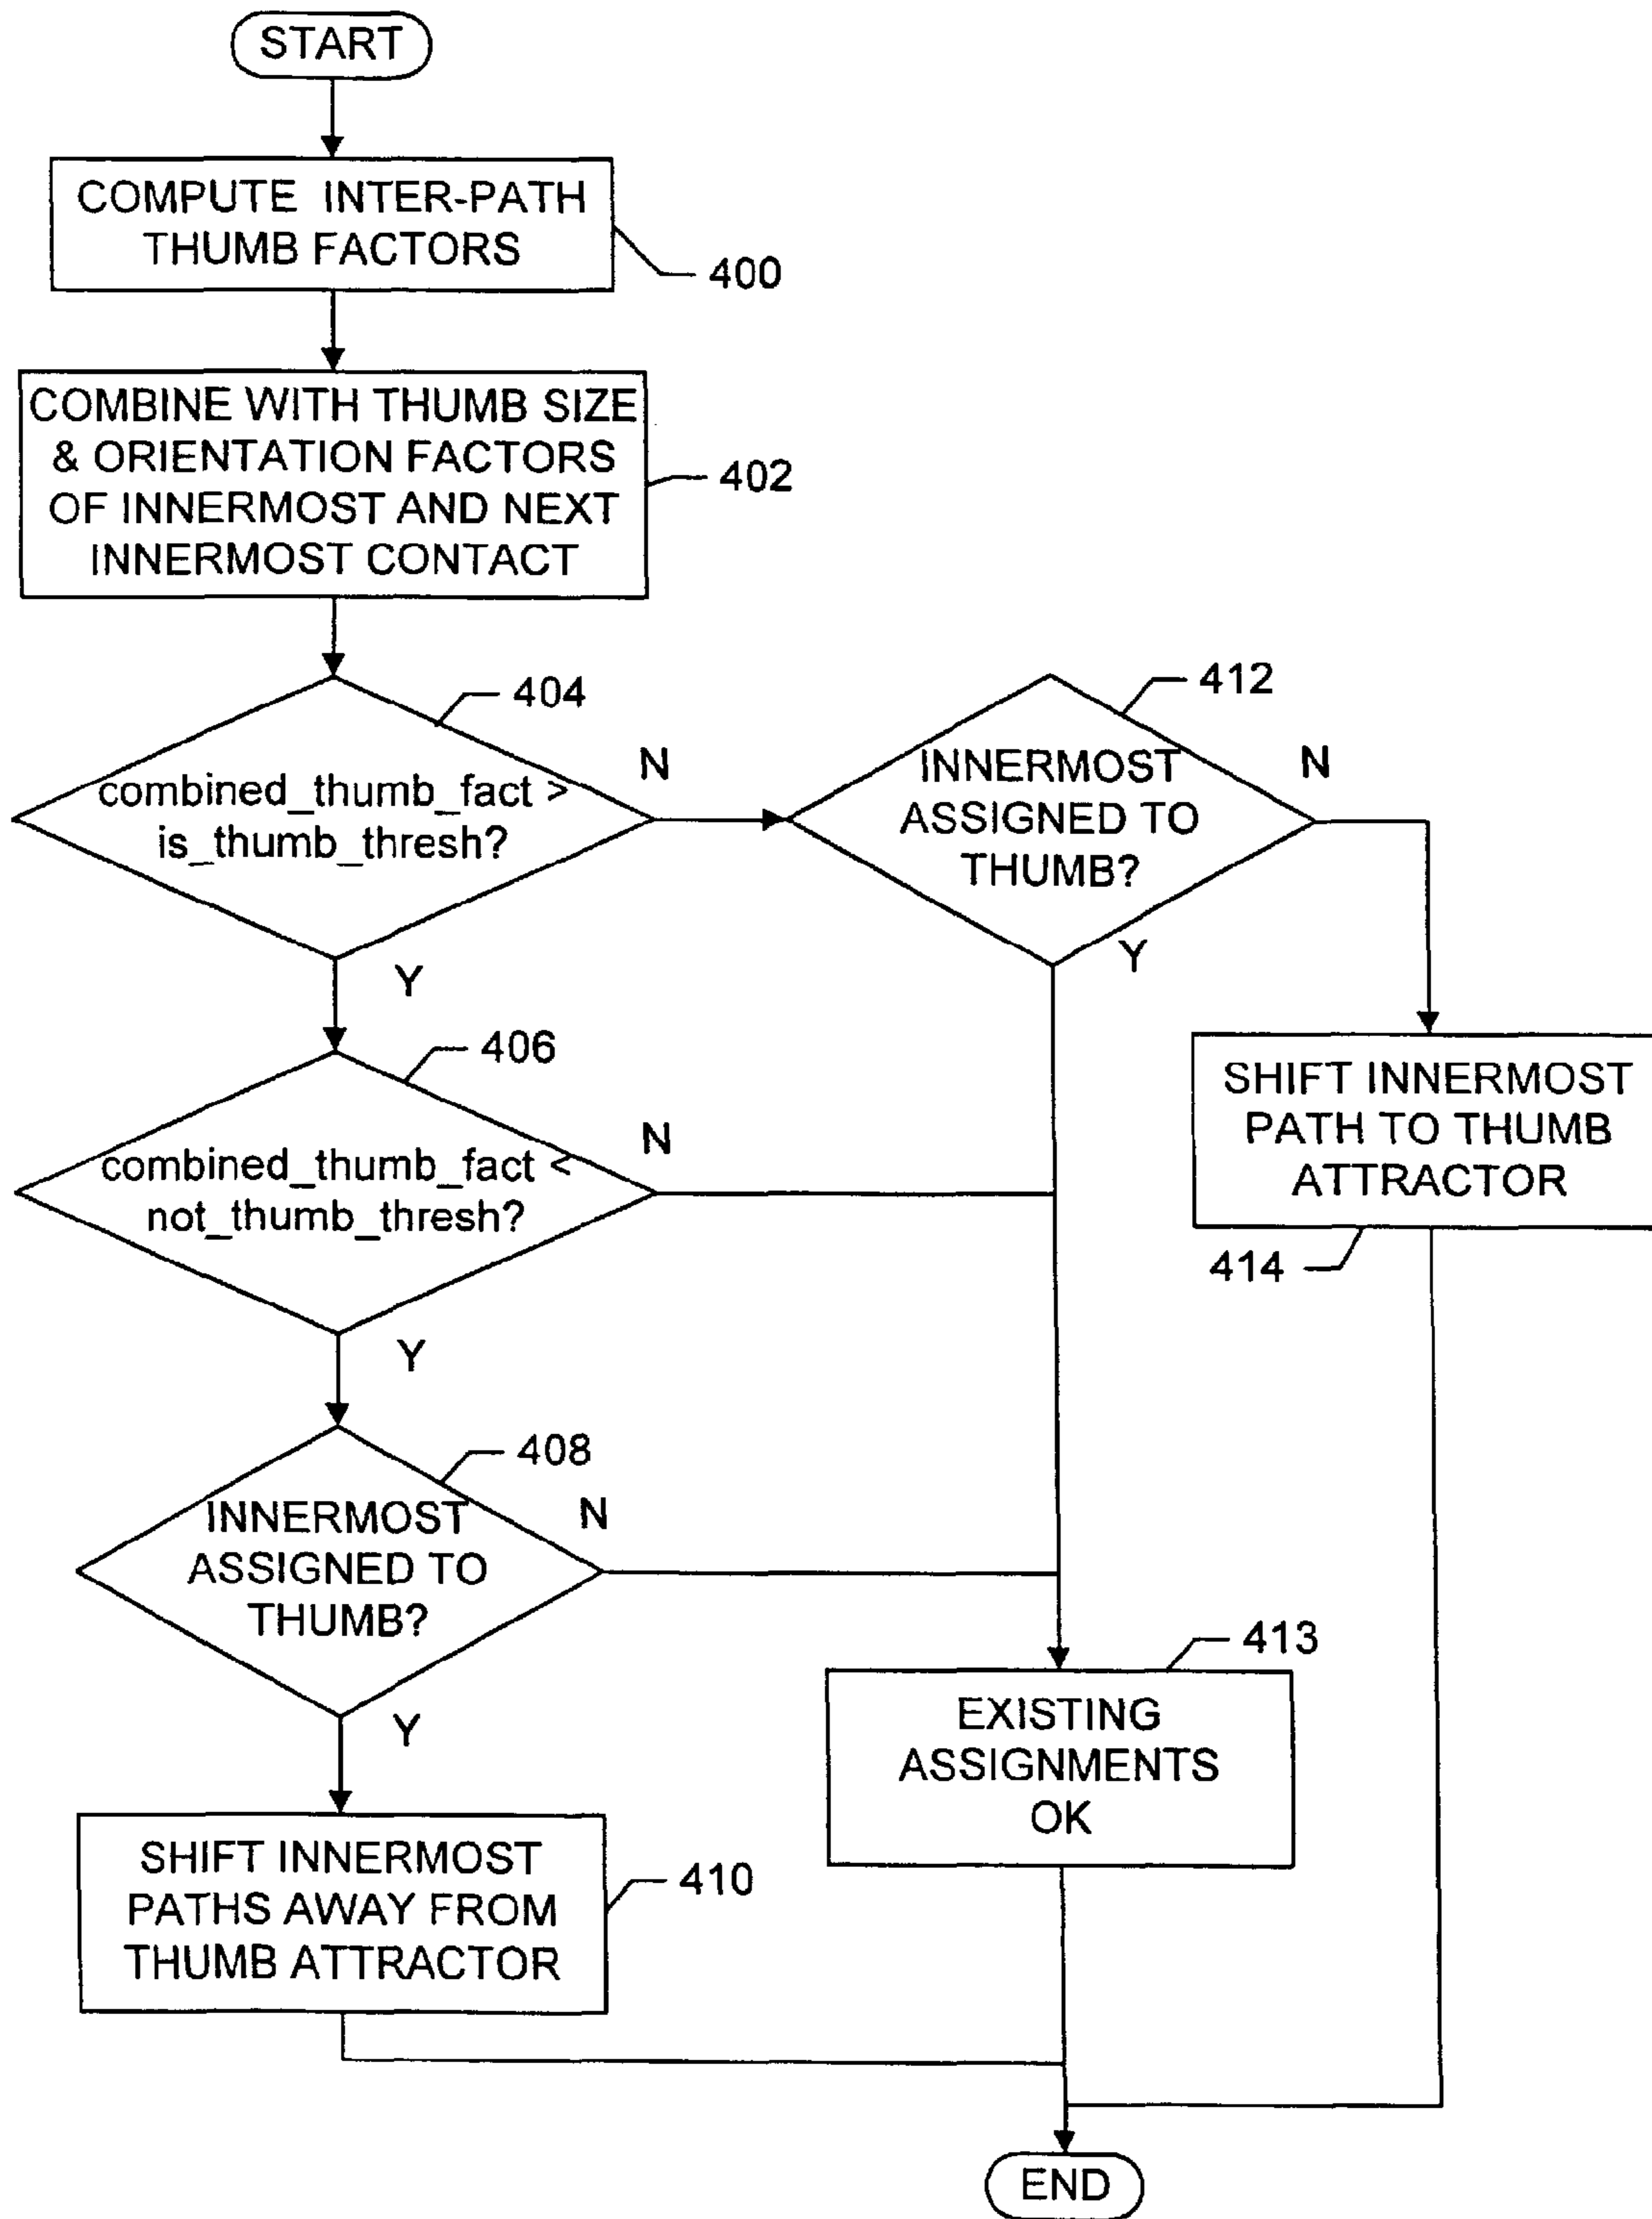 START
COMPUTE INTER-PATH
THUMB FACTORS
400
COMBINE WITH THUMB SIZE
& ORIENTATION FACTORS
OF INNERMOST AND NEXT
INNERMOST CONTACT
402
404
combined_thumb_fact >
is_thumb_thresh?
N
Y
412
INNERMOST
ASSIGNED TO
THUMB?
N
Y
406
combined_thumb_fact <
not_thumb_thresh?
N
Y
SHIFT INNERMOST
PATH TO THUMB
ATTRACTOR
414
408
INNERMOST
ASSIGNED TO
THUMB?
N
Y
413
EXISTING
ASSIGNMENTS
OK
SHIFT INNERMOST
PATHS AWAY FROM
THUMB ATTRACTOR
410
END